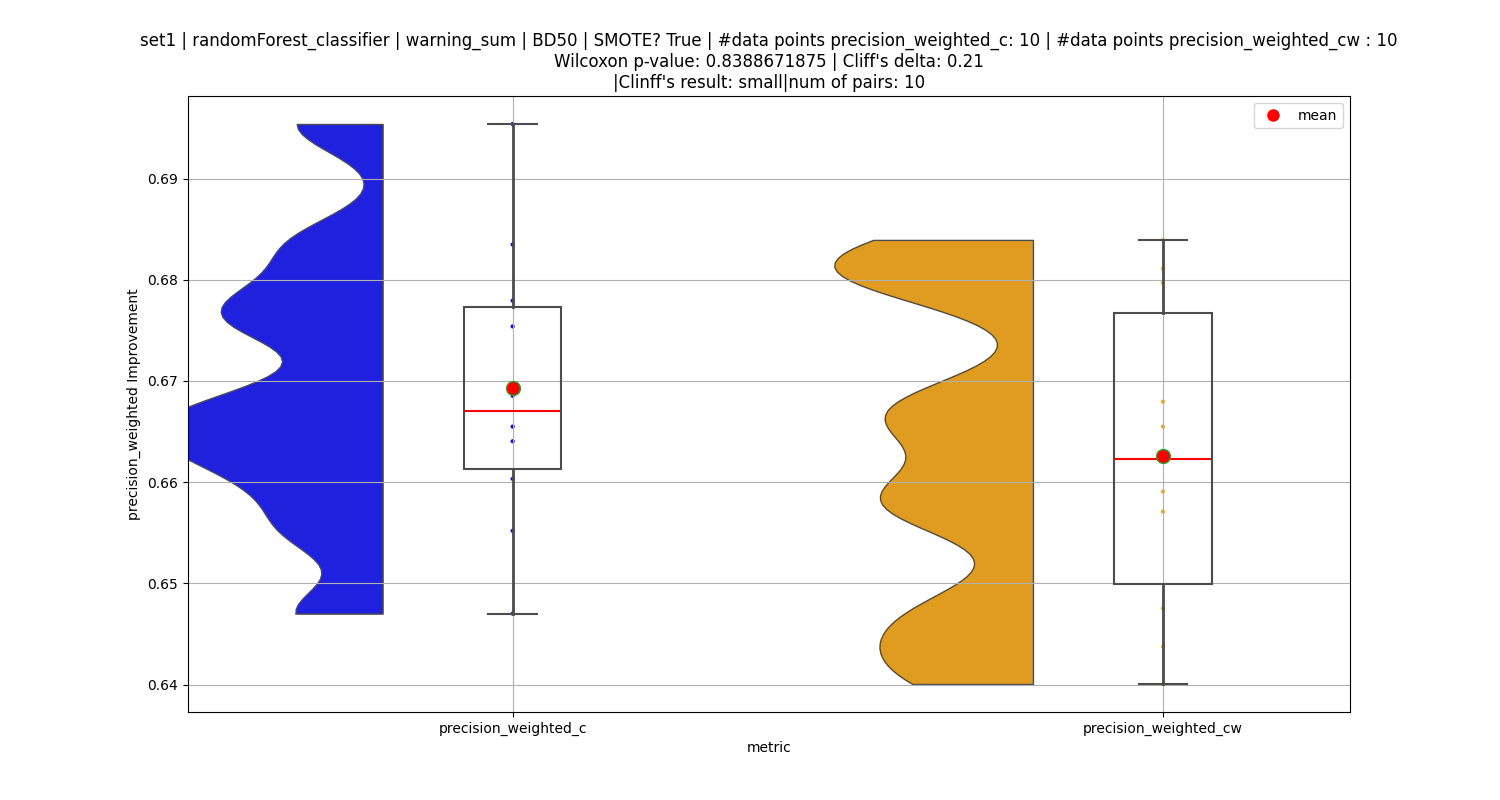 set1 | randomForest_classifier | warning_sum | BD50 | SMOTE? True | #data points precision_weighted_c: 10 | #data points precision_weighted_cw : 10
Wilcoxon p-value: 0.8388671875 | Cliff's delta: 0.21
|Clinff's result: small|num of pairs: 10
mean
0.69
0.68
0.67
0.66
0.65
0.64
precision_weighted Improvement
precision_weighted_c
precision_weighted_cw
metric